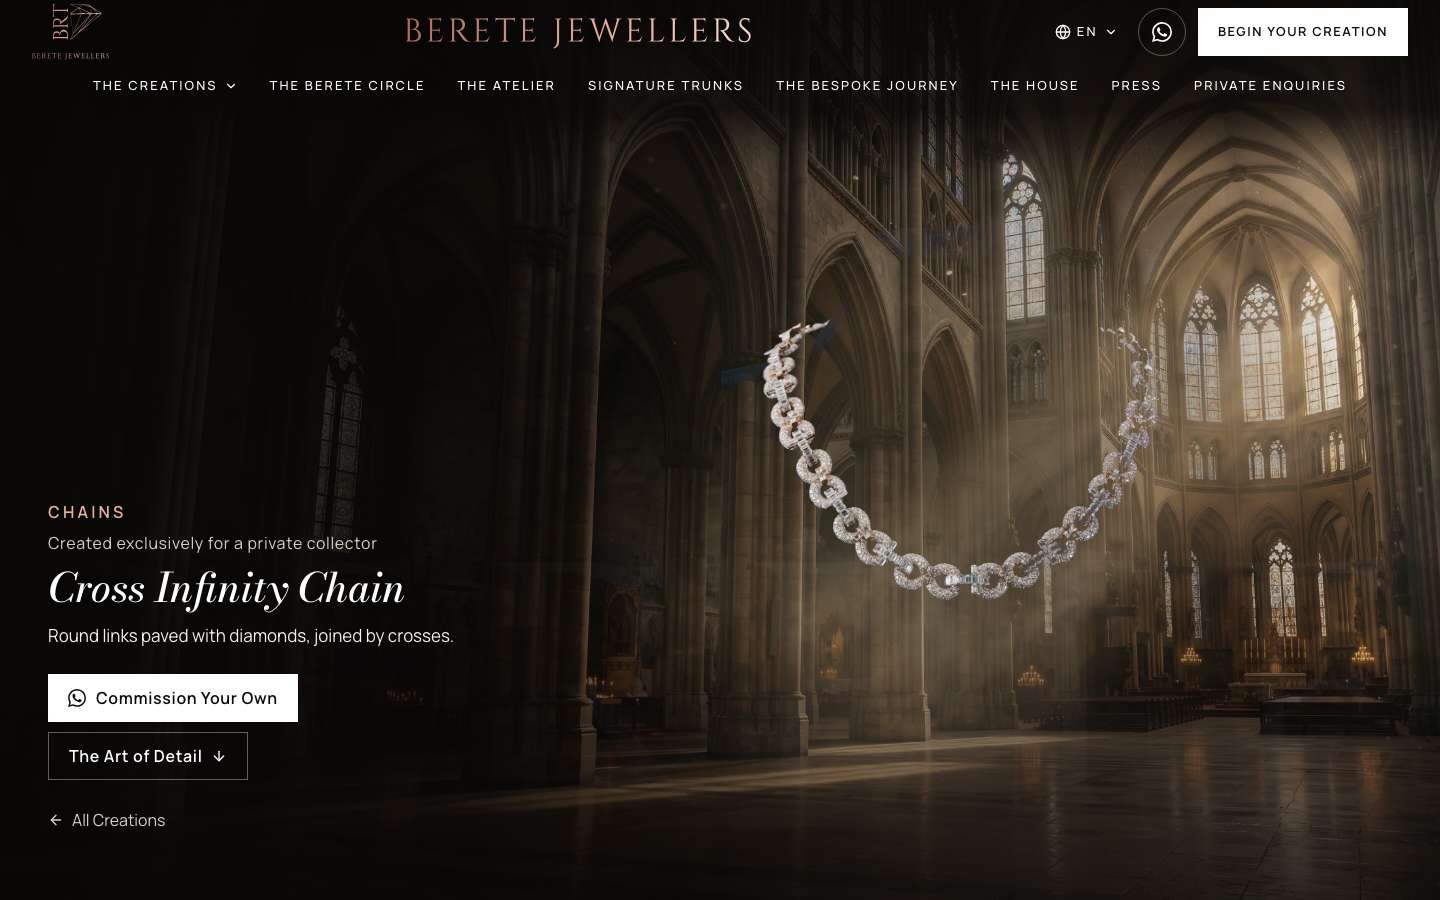 BRT
BERETE JEWELLERS
BERETE JEWELLERS
EN
BEGIN YOUR CREATION
THE CREATIONS
THE BERETE CIRCLE
THE ATELIER
SIGNATURE TRUNKS
THE BESPOKE JOURNEY
THE HOUSE
PRESS
PRIVATE ENQUIRIES
CHAINS
Created exclusively for a private collector
Cross Infinity Chain
Round links paved with diamonds, joined by crosses.
Commission Your Own
The Art of Detail ↓
← All Creations